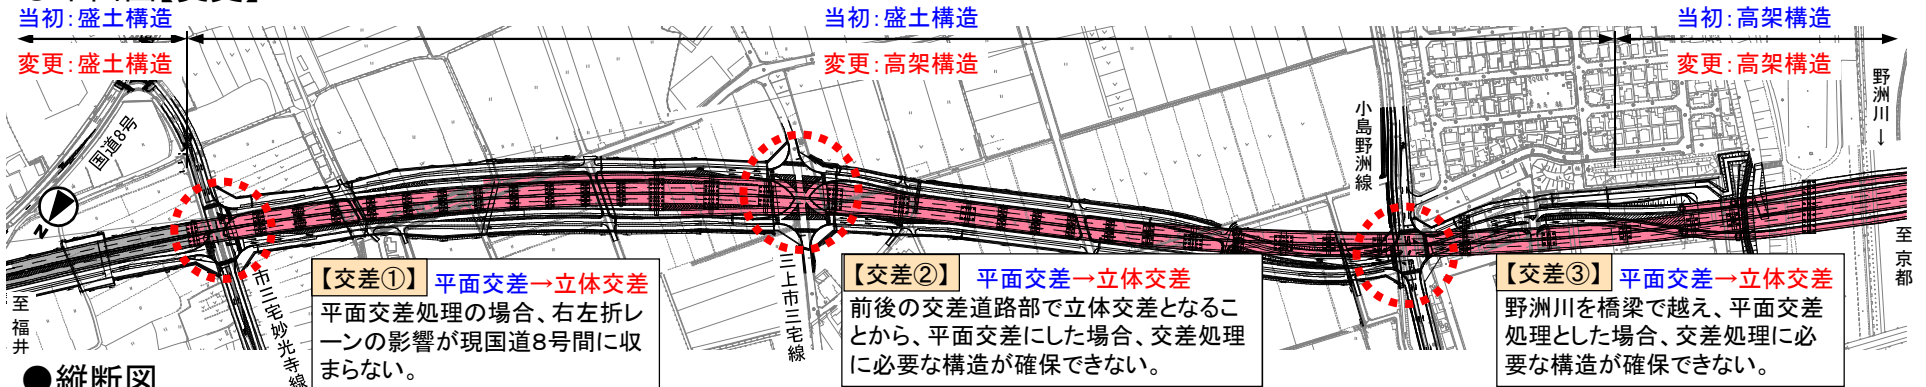 ●平面図【変更】
当初：盛土構造
当初：盛土構造
当初：高架構造
変更：盛土構造
変更：高架構造
変更：高架構造
国道8号
N
小島野洲線
野洲川→
至 福井
市三宅妙光寺線
三上市三宅線
至 京都
【交差①】 平面交差→立体交差
平面交差処理の場合、右左折レ
ーンの影響が現国道8号間に収
まらない。
【交差②】 平面交差→立体交差
前後の交差道路部で立体交差となるこ
とから、平面交差にした場合、交差処理
に必要な構造が確保できない。
【交差③】 平面交差→立体交差
野洲川を橋梁で越え、平面交差
処理とした場合、交差処理に必
要な構造が確保できない。
●縦断図